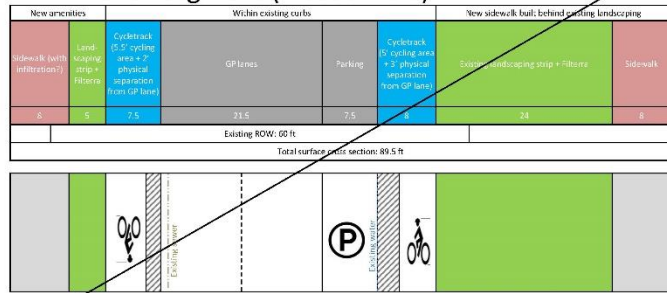 New amenities
Within existing curbs
New sidewalk built behind existing landscaping
Sidewalk (with
infiltration?)
Land-
scaping
strip +
Filterra
Cycletrack
(5.5' cycling
area + 2'
physical
separation
from GP lane)
GP lanes
Parking
Cycletrack
(5' cycling
area + 3'
physical
separation
from GP lane)
Existing landscaping strip + Filterra
Sidewalk
8
5
7.5
21.5
7.5
8
24
8
Existing ROW: 60 ft
Total surface cross section: 89.5 ft
Existing sewer
P
Existing water